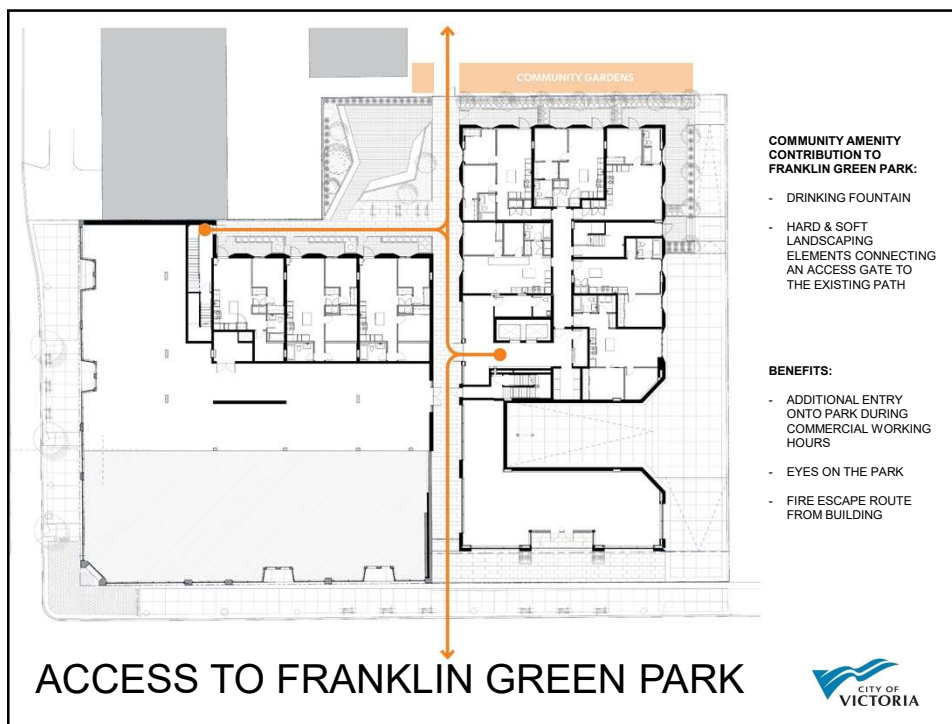 COMMUNITY GARDENS
COMMUNITY AMENITY
CONTRIBUTION TO
FRANKLIN GREEN PARK:
- DRINKING FOUNTAIN
- HARD & SOFT
LANDSCAPING
ELEMENTS CONNECTING
AN ACCESS GATE TO
THE EXISTING PATH
BENEFITS:
- ADDITIONAL ENTRY
ONTO PARK DURING
COMMERCIAL WORKING
HOURS
- EYES ON THE PARK
- FIRE ESCAPE ROUTE
FROM BUILDING
ACCESS TO FRANKLIN GREEN PARK
CITY OF
VICTORIA